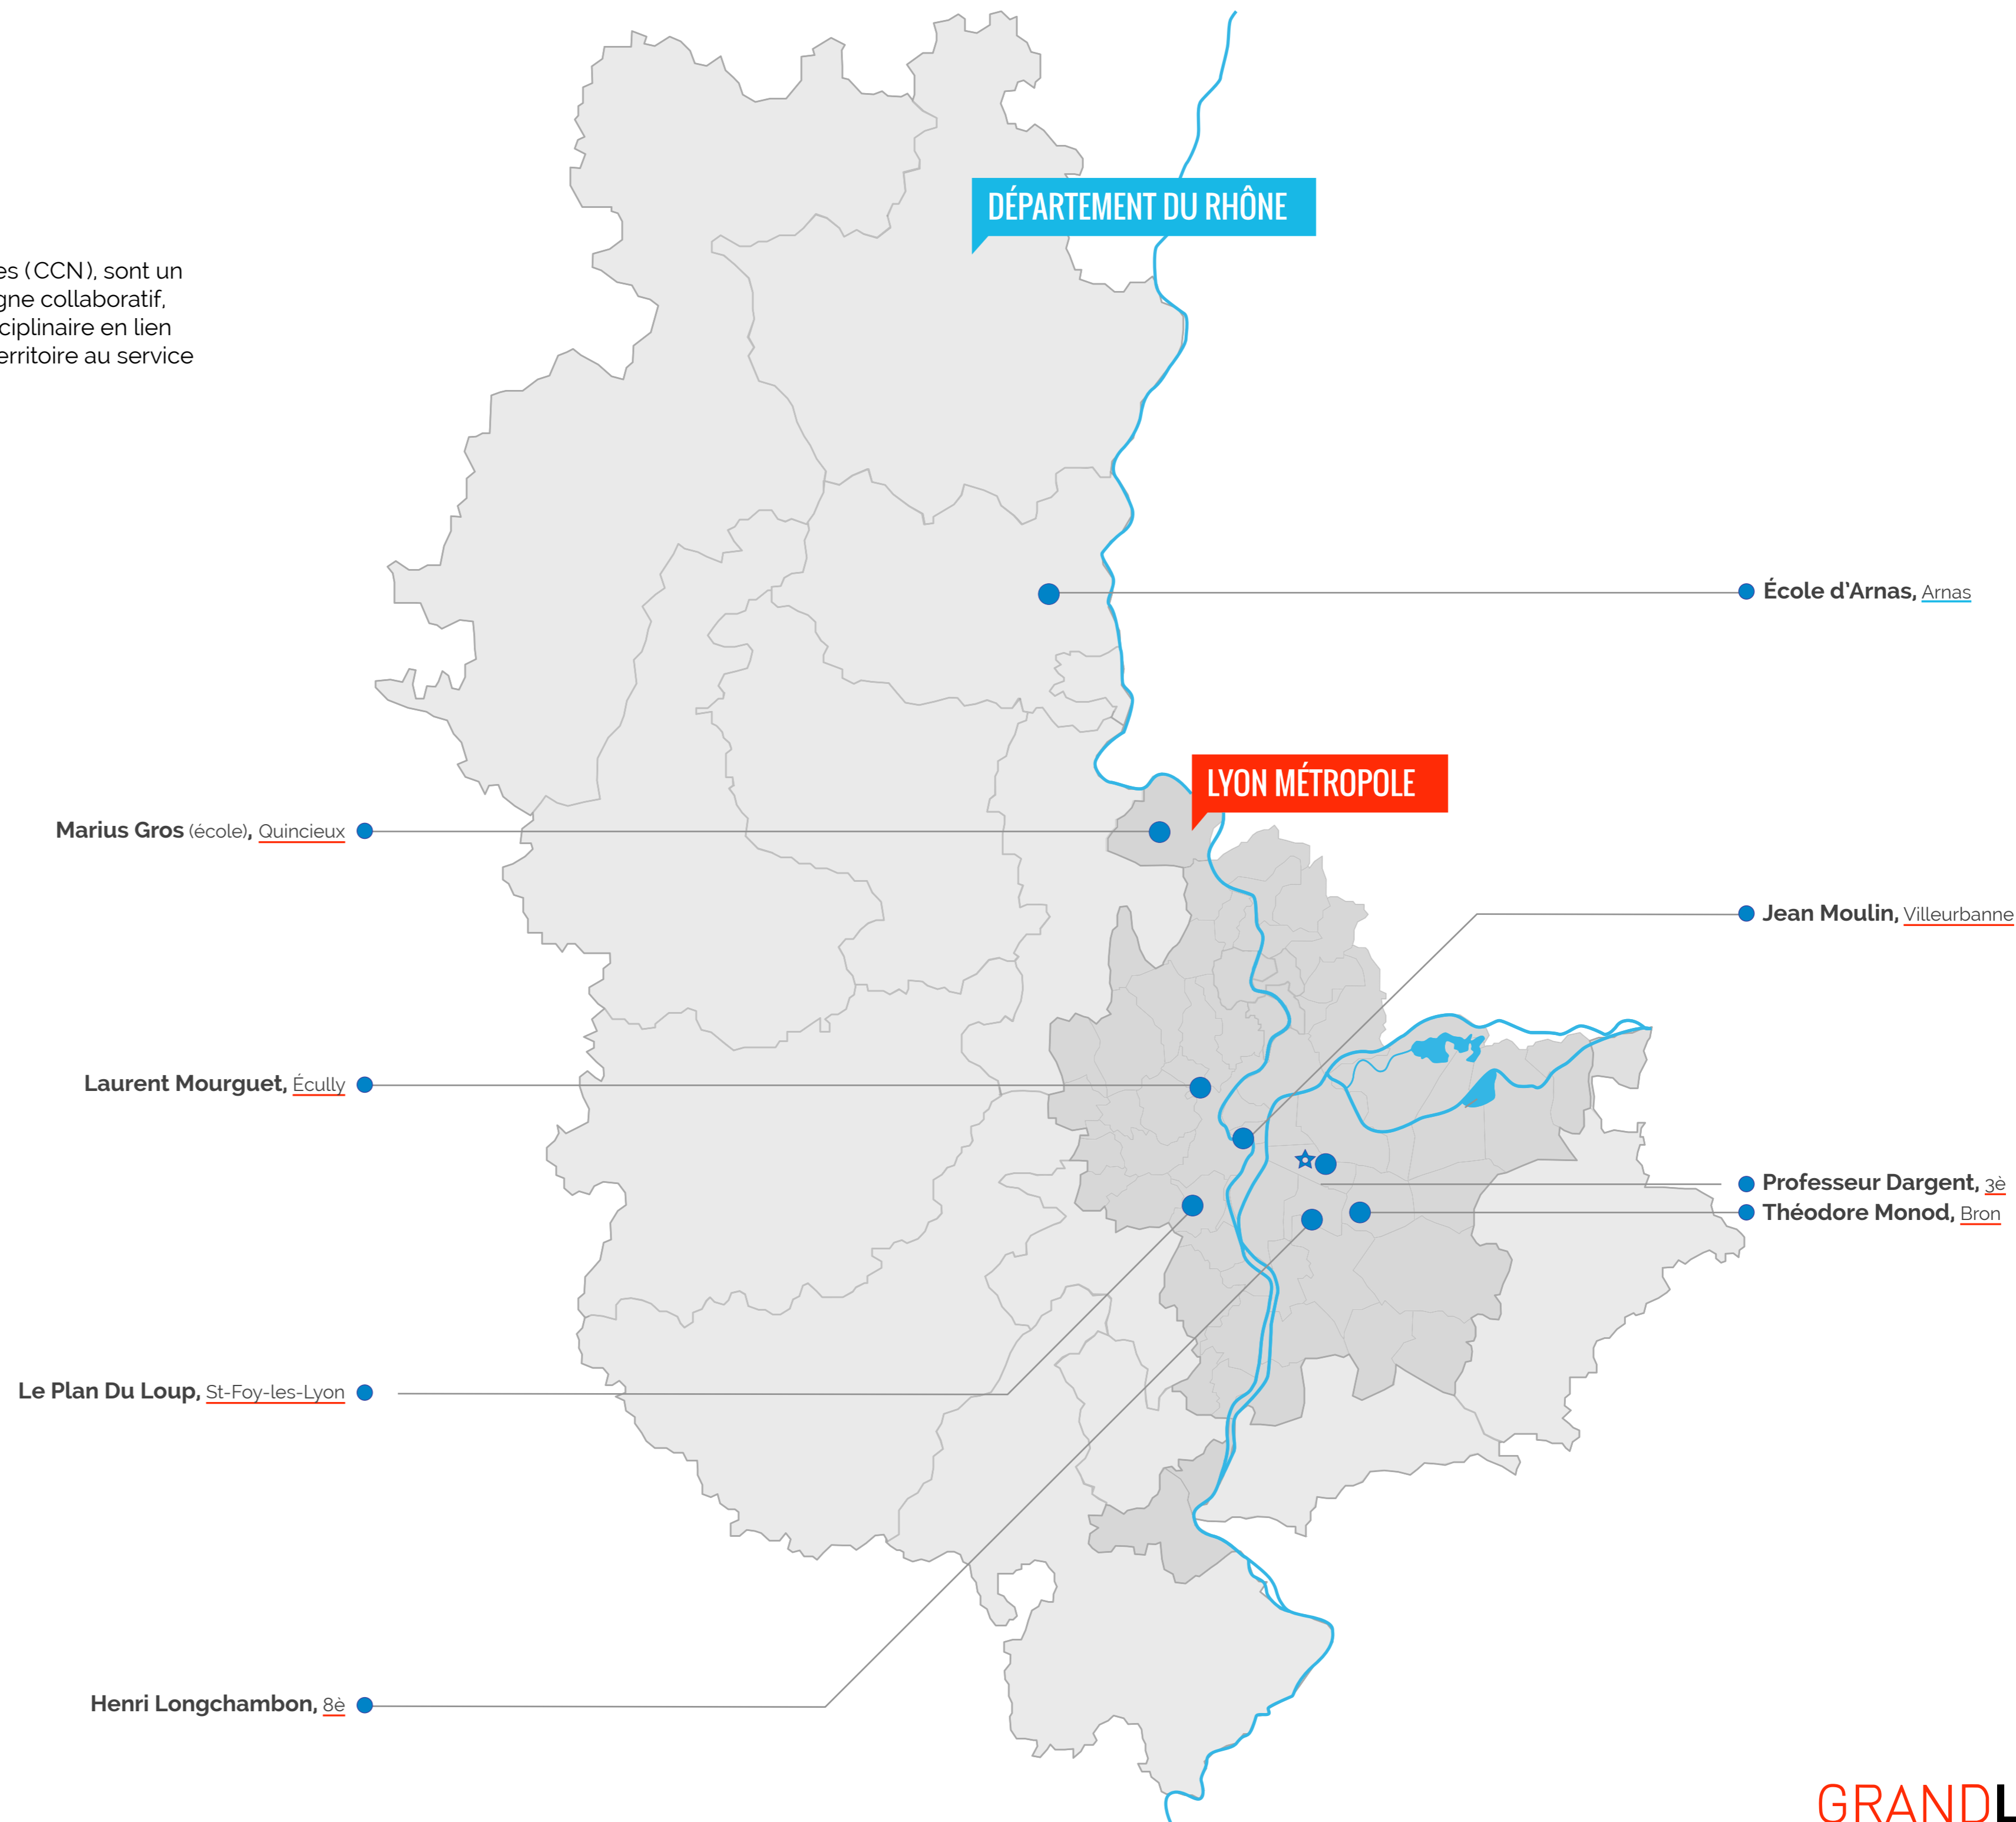 es (CCN), sont un
gne collaboratif,
ciplinaire en lien
erritoire au service
DÉPARTEMENT DU RHÔNE
École d'Arnas, Arnas
LYON MÉTROPOLE
Marius Gros (école), Quincieux
Jean Moulin, Villeurbanne
Laurent Mourguet, Écully
Professeur Dargent, 3è
Théodore Monod, Bron
Le Plan Du Loup, St-Foy-les-Lyon
Henri Longchambon, 8è
GRANDL